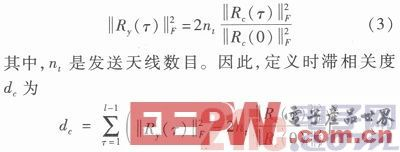 ‖R_y(τ)‖²_F = 2n_t ‖R_c(τ)‖²_F / ‖R_c(0)‖²_F (3)
其中,n_t 是发送天线数目。因此,定义时滞相关度
d_c 为
d_c = Σ_{τ=1}^{l-1} ( ‖R_y(τ)‖²_F
电子产品世界